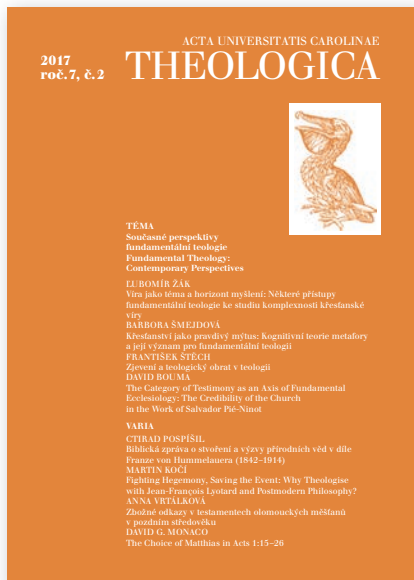 ACTA UNIVERSITATIS CAROLINAE
2017
roč. 7, č. 2
THEOLOGICA
TÉMA
Současné perspektivy
fundamentální teologie
Fundamental Theology:
Contemporary Perspectives
ĽUBOMÍR ŽÁK
Víra jako téma a horizont myšlení: Některé přístupy
fundamentální teologie ke studiu komplexnosti křesťanské
víry
BARBORA ŠMEJDOVÁ
Křesťanství jako pravdivý mýtus: Kognitivní teorie metafory
a její význam pro fundamentální teologii
FRANTIŠEK ŠTĚCH
Zjevení a teologický obrat v teologii
DAVID BOUMA
The Category of Testimony as an Axis of Fundamental
Ecclesiology: The Credibility of the Church
in the Work of Salvador Pié-Ninot
VARIA
CTIRAD POSPÍŠIL
Biblická zpráva o stvoření a výzvy přírodních věd v díle
Franze von Hummelauera (1842–1914)
MARTIN KOČÍ
Fighting Hegemony, Saving the Event: Why Theologise
with Jean-François Lyotard and Postmodern Philosophy?
ANNA VRTÁLKOVÁ
Zbožné odkazy v testamentech olomouckých měšťanů
v pozdním středověku
DAVID G. MONACO
The Choice of Matthias in Acts 1:15–26